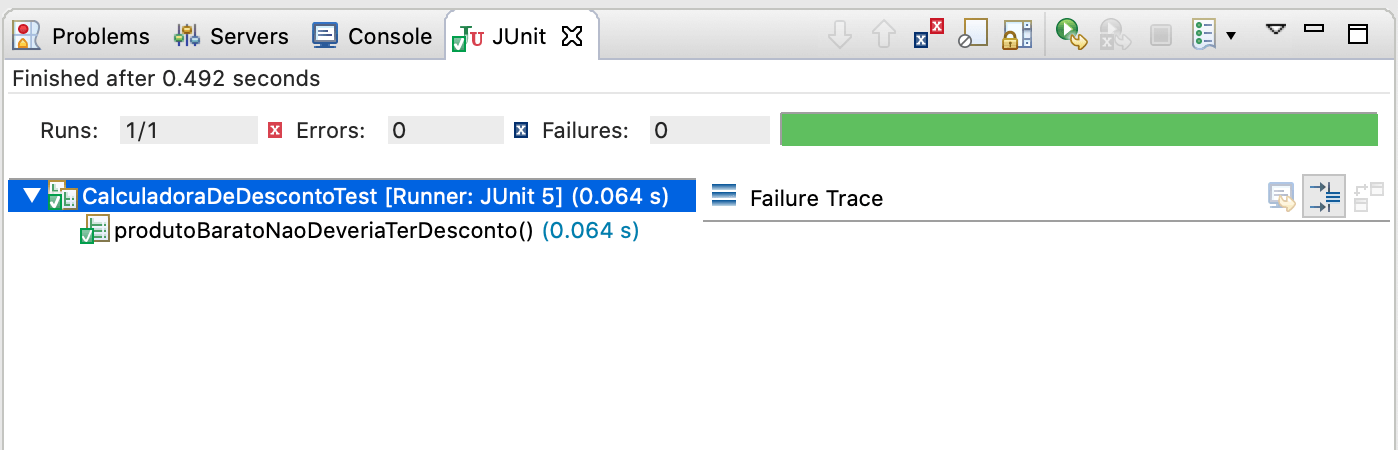 Problems Servers Console JUnit
Finished after 0.492 seconds
Runs: 1/1 Errors: 0 Failures: 0
CalculadoraDeDescontoTest [Runner: JUnit 5] (0.064 s) Failure Trace
produtoBaratoNaoDeveriaTerDesconto() (0.064 s)